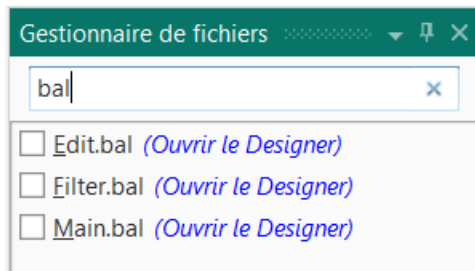 Gestionnaire de fichiers
bal
Edit.bal (Ouvrir le Designer)
Filter.bal (Ouvrir le Designer)
Main.bal (Ouvrir le Designer)